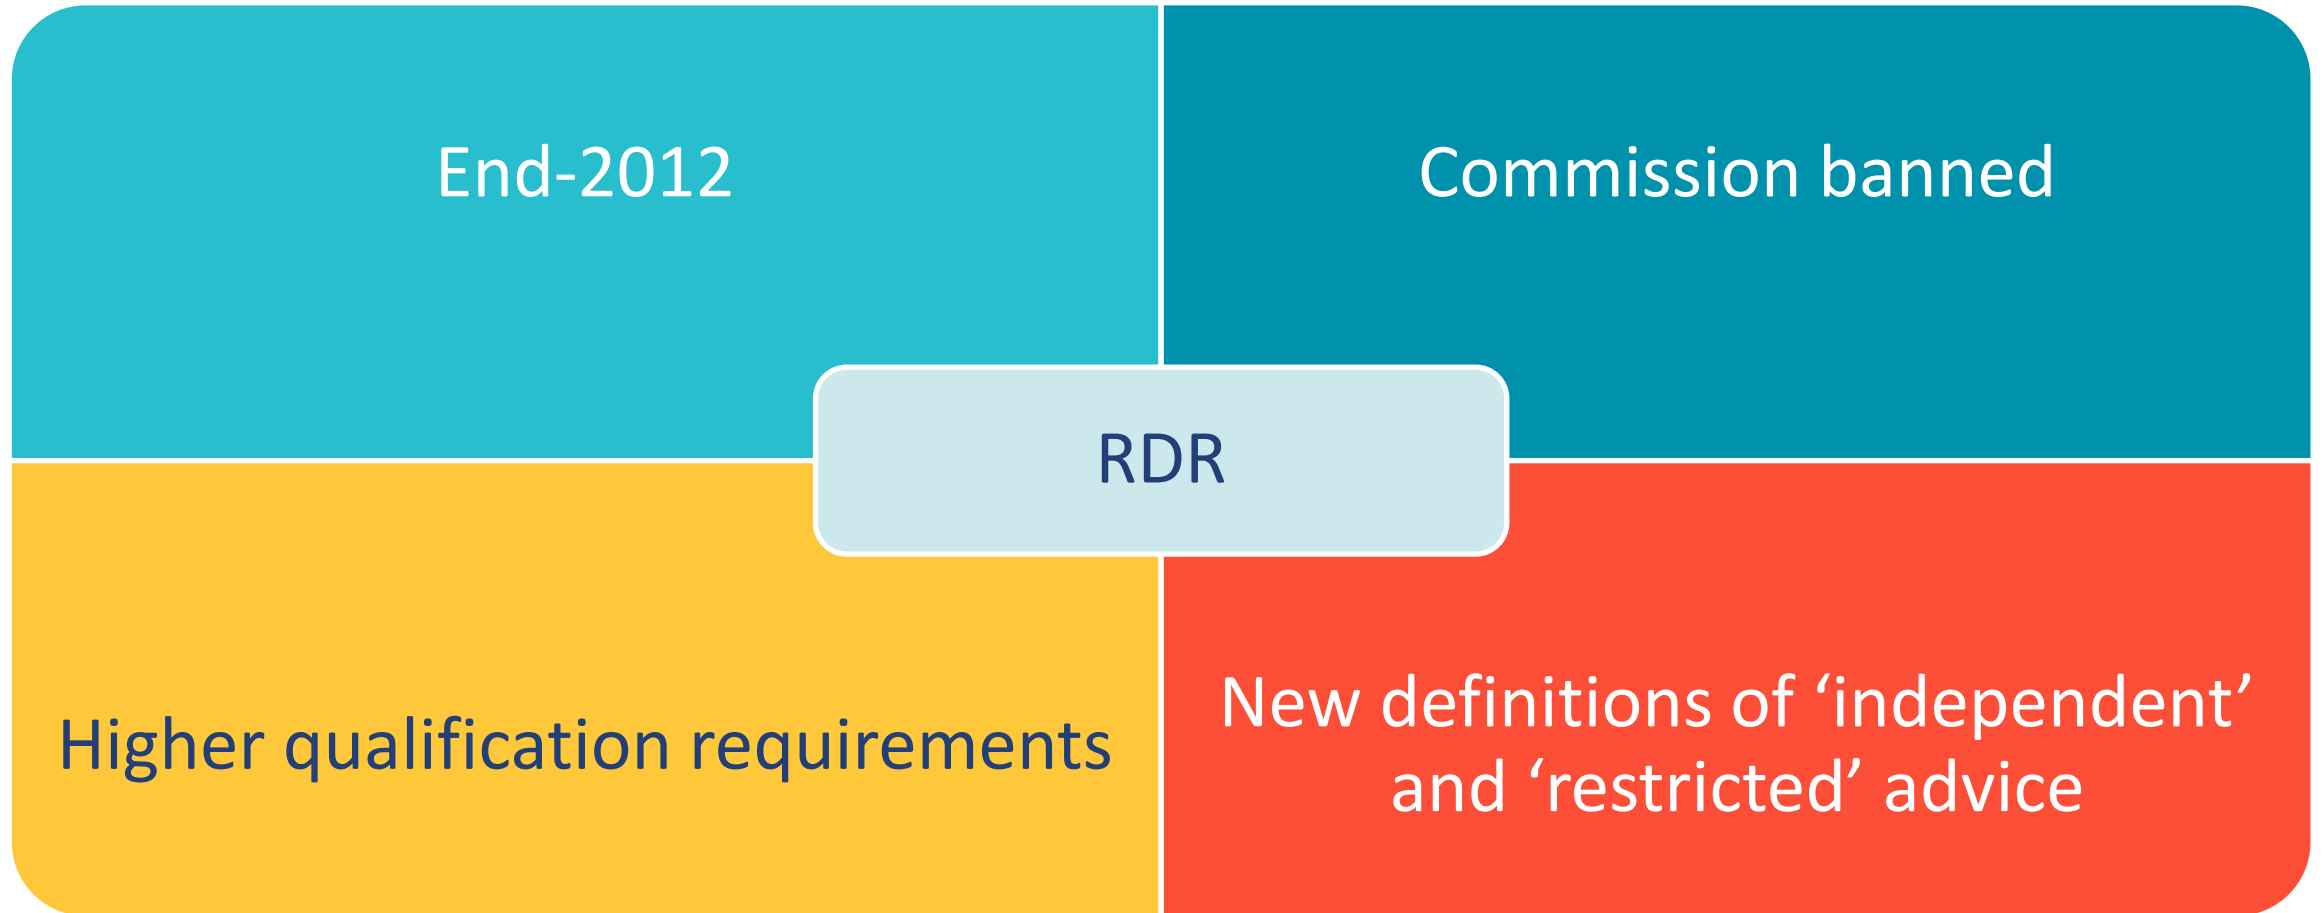 End-2012
Commission banned
RDR
Higher qualification requirements
New definitions of ‘independent’
and ‘restricted’ advice